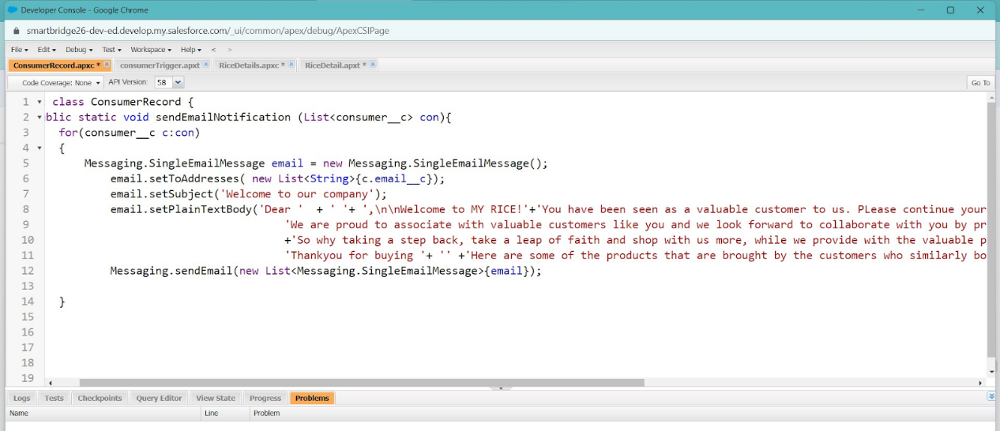 Developer Console - Google Chrome
smartbridge26-dev-ed.develop.my.salesforce.com/_ui/common/apex/debug/ApexCSIPage
File Edit Debug Test Workspace Help < >
ConsumerRecord.apxc * consumerTrigger.apxt RiceDetails.apxc * RiceDetail.apxt *
Code Coverage: None API Version: 58 Go To
1 class ConsumerRecord {
2 blic static void sendEmailNotification (List<consumer__c> con){
3 for(consumer__c c:con)
4 {
5 Messaging.SingleEmailMessage email = new Messaging.SingleEmailMessage();
6 email.setToAddresses( new List<String>{c.email__c});
7 email.setSubject('Welcome to our company');
8 email.setPlainTextBody('Dear ' + ' '+ ',\n\nWelcome to MY RICE!'+'You have been seen as a valuable customer to us. PLease continue your
9 'We are proud to associate with valuable customers like you and we look forward to collaborate with you by pr
10 +'So why taking a step back, take a leap of faith and shop with us more, while we provide with the valuable p
11 'Thankyou for buying '+ '' +'Here are some of the products that are brought by the customers who similarly bo
12 Messaging.sendEmail(new List<Messaging.SingleEmailMessage>{email});
13
14 }
15
16
17
18
19
Logs Tests Checkpoints Query Editor View State Progress Problems
Name Line Problem